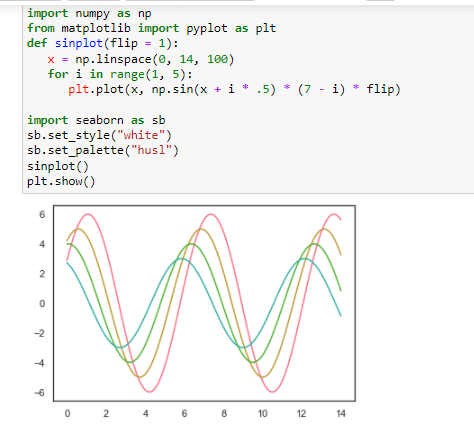 import numpy as np
from matplotlib import pyplot as plt
def sinplot(flip = 1):
   x = np.linspace(0, 14, 100)
   for i in range(1, 5):
      plt.plot(x, np.sin(x + i * .5) * (7 - i) * flip)

import seaborn as sb
sb.set_style("white")
sb.set_palette("husl")
sinplot()
plt.show()
6
4
2
0
−2
−4
−6
0 2 4 6 8 10 12 14